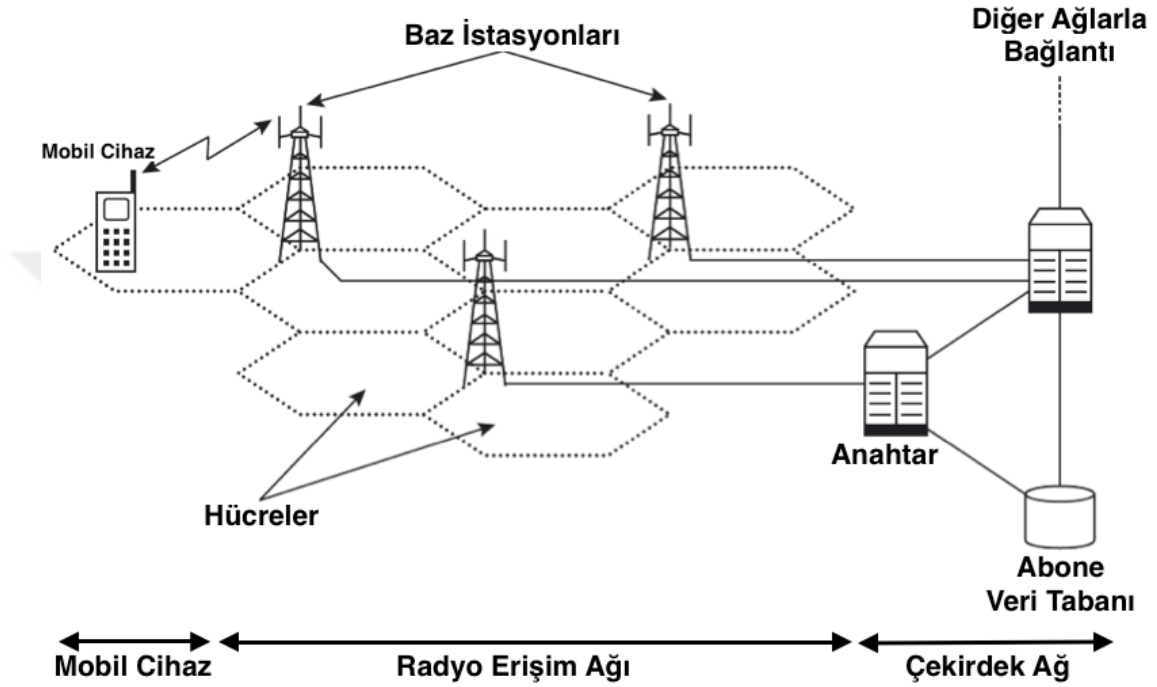 Diğer Ağlarla
Bağlantı
Baz İstasyonları
Mobil Cihaz
Anahtar
Hücreler
Abone
Veri Tabanı
Mobil Cihaz
Radyo Erişim Ağı
Çekirdek Ağ